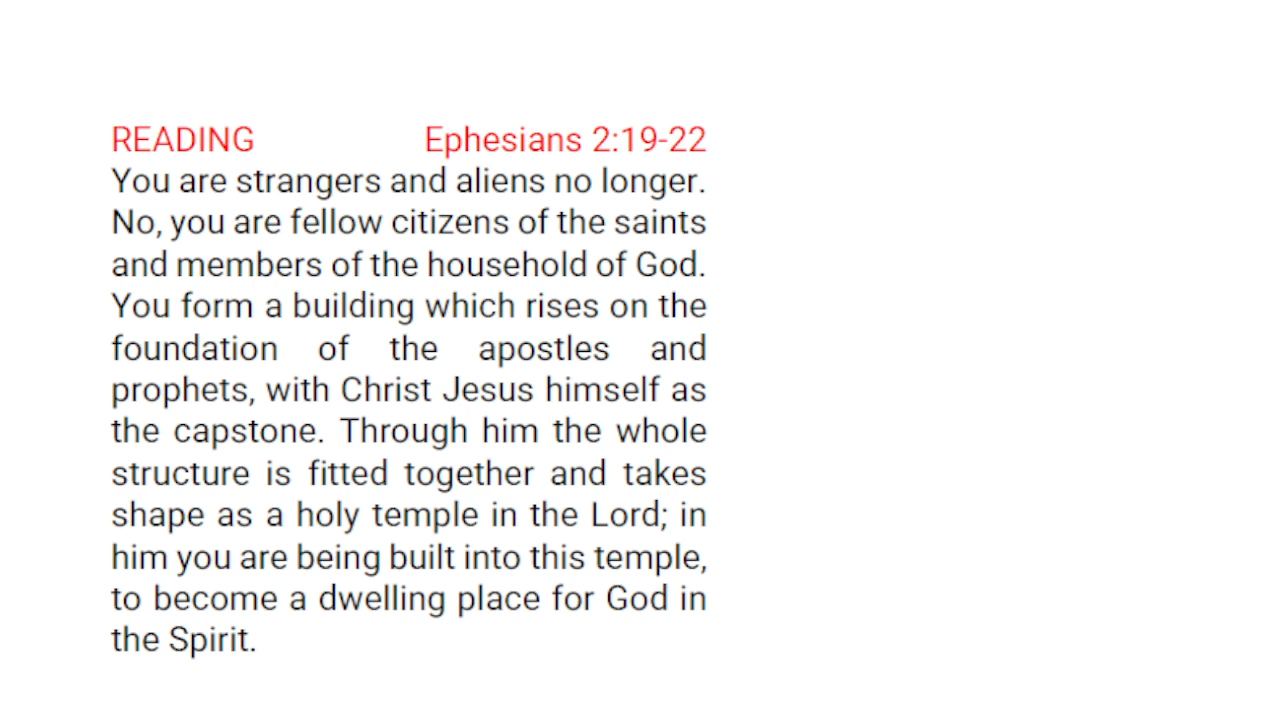 READING Ephesians 2:19-22
You are strangers and aliens no longer.
No, you are fellow citizens of the saints
and members of the household of God.
You form a building which rises on the
foundation of the apostles and
prophets, with Christ Jesus himself as
the capstone. Through him the whole
structure is fitted together and takes
shape as a holy temple in the Lord; in
him you are being built into this temple,
to become a dwelling place for God in
the Spirit.